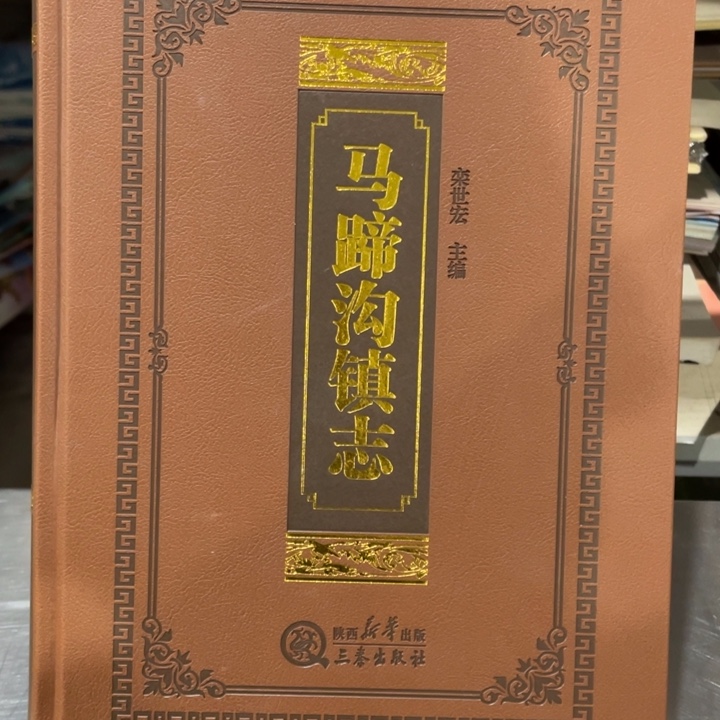 马蹄沟镇志
栾世宏 主编
陕西新华出版
三秦出版社